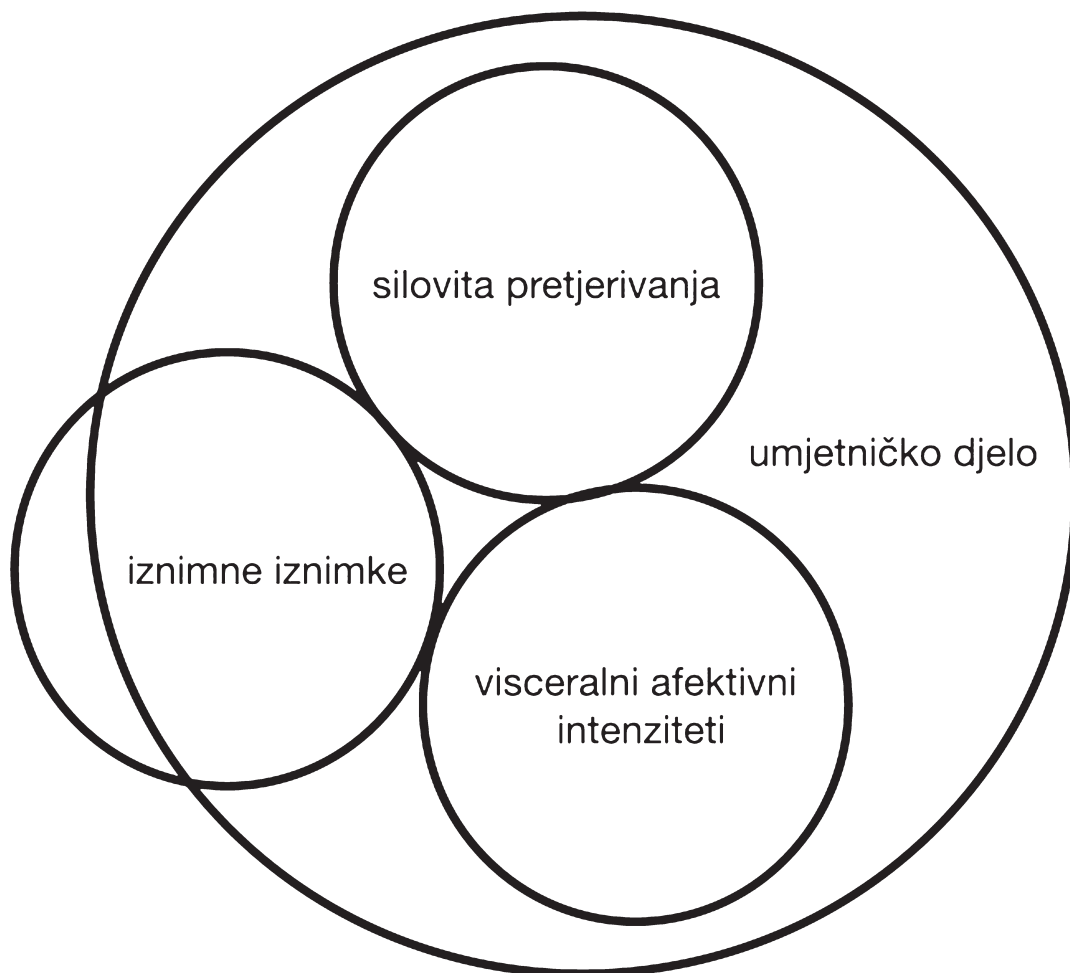 silovita pretjerivanja
umjetničko djelo
iznimne iznimke
visceralni afektivni
intenziteti